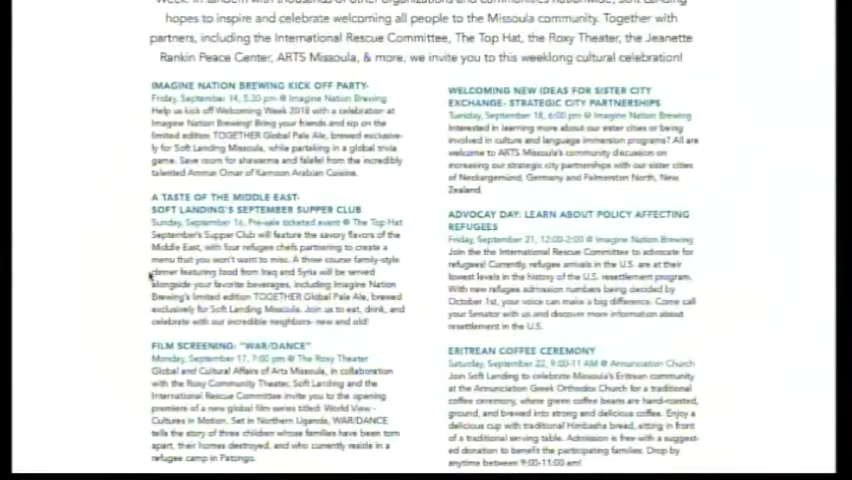 Week. In tandem with thousands of other organizations and communities nationwide, Soft Landing
hopes to inspire and celebrate welcoming all people to the Missoula community. Together with
partners, including the International Rescue Committee, The Top Hat, the Roxy Theater, the Jeanette
Rankin Peace Center, ARTS Missoula, & more, we invite you to this weeklong cultural celebration!
IMAGINE NATION BREWING KICK OFF PARTY-
Friday, September 14, 5:30 pm @ Imagine Nation Brewing
Help us kick off Welcoming Week 2018 with a celebration at
Imagine Nation Brewing! Bring your friends and sip on the
limited edition TOGETHER Global Pale Ale, brewed exclusive-
ly for Soft Landing Missoula, while partaking in a global trivia
game. Save room for shawarma and falafel from the incredibly
talented Ammar Omar of Kamoon Arabian Cuisine.
A TASTE OF THE MIDDLE EAST-
SOFT LANDING'S SEPTEMBER SUPPER CLUB
Sunday, September 16, Pre-sale ticketed event @ The Top Hat
September's Supper Club will feature the savory flavors of the
Middle East, with four refugee chefs partnering to create a
menu that you won't want to miss. A three course family-style
dinner featuring food from Iraq and Syria will be served
alongside your favorite beverages, including Imagine Nation
Brewing's limited edition TOGETHER Global Pale Ale, brewed
exclusively for Soft Landing Missoula. Join us to eat, drink, and
celebrate with our incredible neighbors- new and old!
FILM SCREENING: "WAR/DANCE"
Monday, September 17, 7:00 pm @ The Roxy Theater
Global and Cultural Affairs of Arts Missoula, in collaboration
with the Roxy Community Theater, Soft Landing and the
International Rescue Committee invite you to the opening
premiere of a new global film series titled: World View -
Cultures in Motion. Set in Northern Uganda, WAR/DANCE
tells the story of three children whose families have been torn
apart, their homes destroyed, and who currently reside in a
refugee camp in Patongo.
WELCOMING NEW IDEAS FOR SISTER CITY
EXCHANGE- STRATEGIC CITY PARTNERSHIPS
Tuesday, September 18, 6:00 pm @ Imagine Nation Brewing
Interested in learning more about our sister cities or being
involved in culture and language immersion programs? All are
welcome to ARTS Missoula's community discussion on
increasing our strategic city partnerships with our sister cities
of Neckargemünd, Germany and Palmerston North, New
Zealand.
ADVOCAY DAY: LEARN ABOUT POLICY AFFECTING
REFUGEES
Friday, September 21, 12:00-2:00 @ Imagine Nation Brewing
Join the the International Rescue Committee to advocate for
refugees! Currently, refugee arrivals in the U.S. are at their
lowest levels in the history of the U.S. resettlement program.
With new refugee admission numbers being decided by
October 1st, your voice can make a big difference. Come call
your Senator with us and discover more information about
resettlement in the U.S.
ERITREAN COFFEE CEREMONY
Saturday, September 22, 9:00-11 AM @ Annunciation Church
Join Soft Landing to celebrate Missoula's Eritrean community
at the Annunciation Greek Orthodox Church for a traditional
coffee ceremony, where green coffee beans are hand-roasted,
ground, and brewed into strong and delicious coffee. Enjoy a
delicious cup with traditional Himbasha bread, sitting in front
of a traditional serving table. Admission is free with a suggest-
ed donation to benefit the participating families. Drop by
anytime between 9:00-11:00 am!